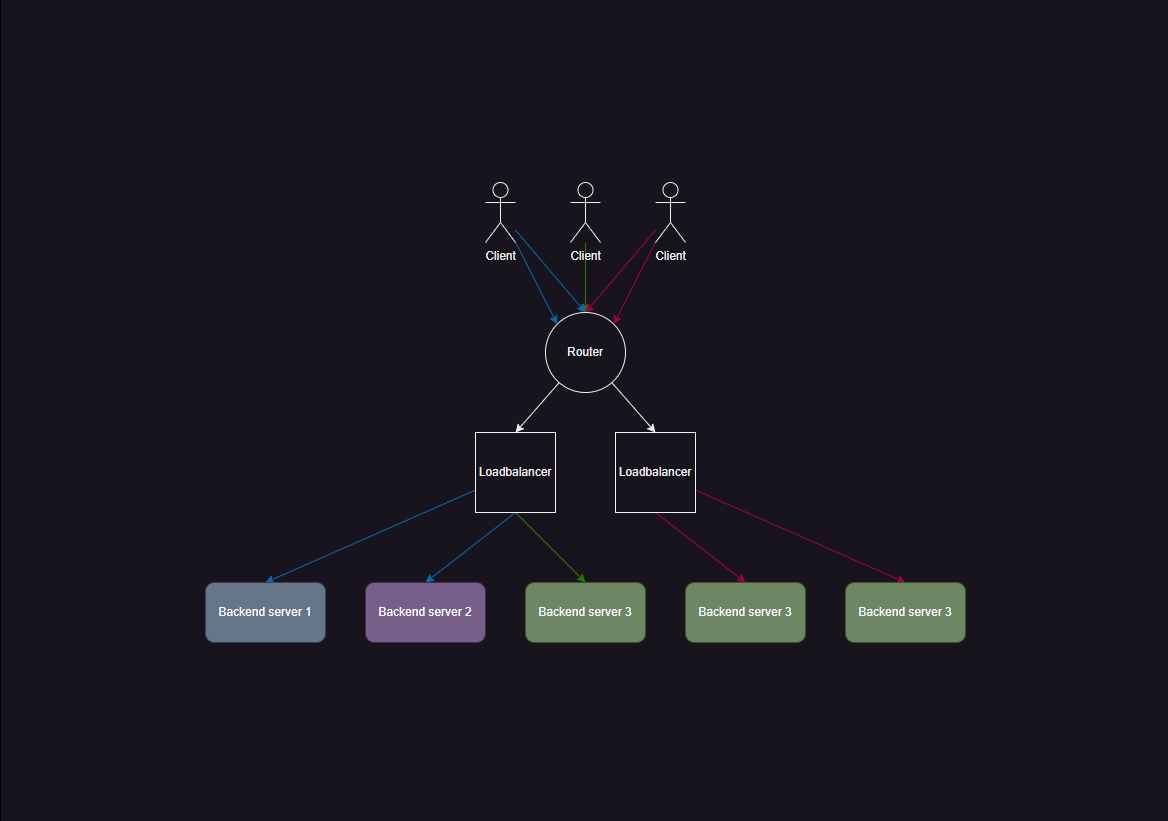 Client
Client
Client
Router
Loadbalancer
Loadbalancer
Backend server 1
Backend server 2
Backend server 3
Backend server 3
Backend server 3